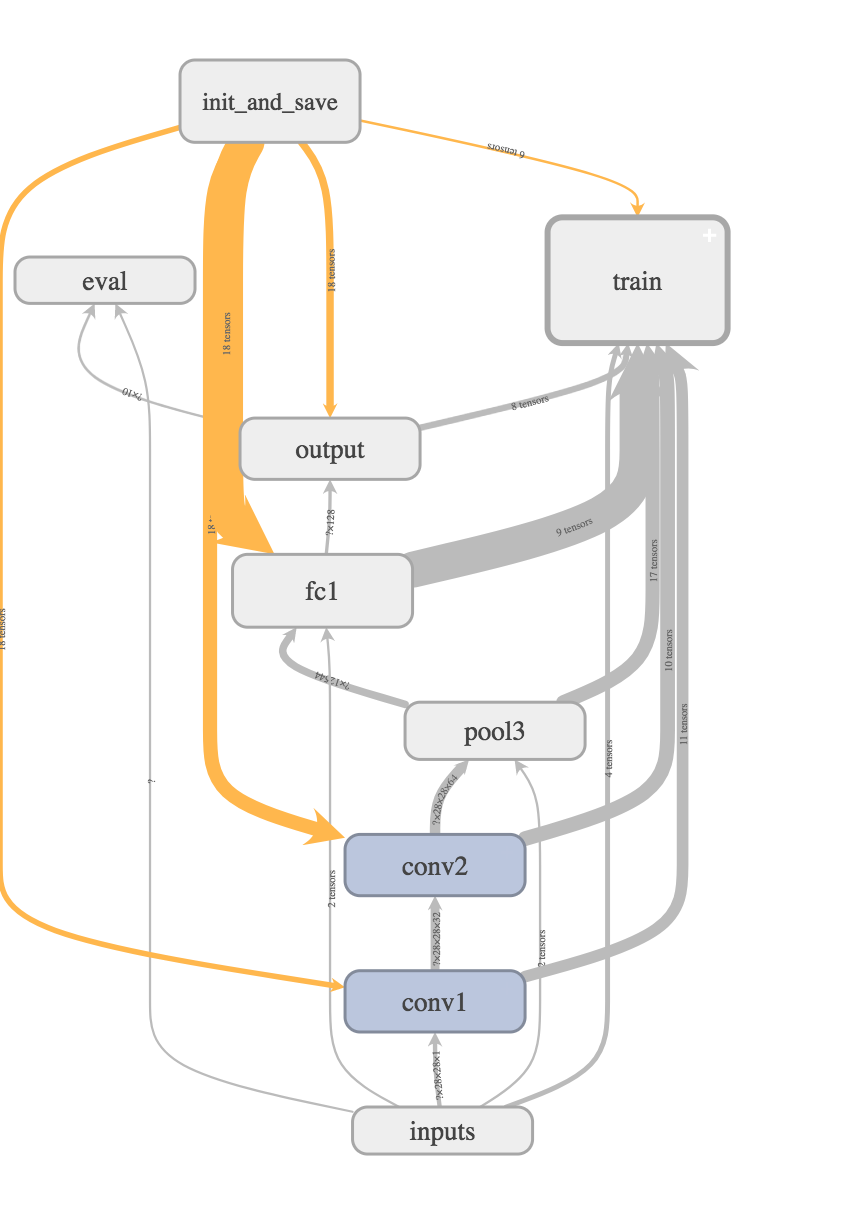 init_and_save
6 tensors
+
eval
train
18 tensors
18 tensors
?×10
8 tensors
output
18
?×128
9 tensors
fc1
17 tensors
18 tensors
10 tensors
?×12544
11 tensors
pool3
4 tensors
?
?×28×28×64
conv2
2 tensors
?×28×28×32
2 tensors
conv1
?×28×28×1
inputs